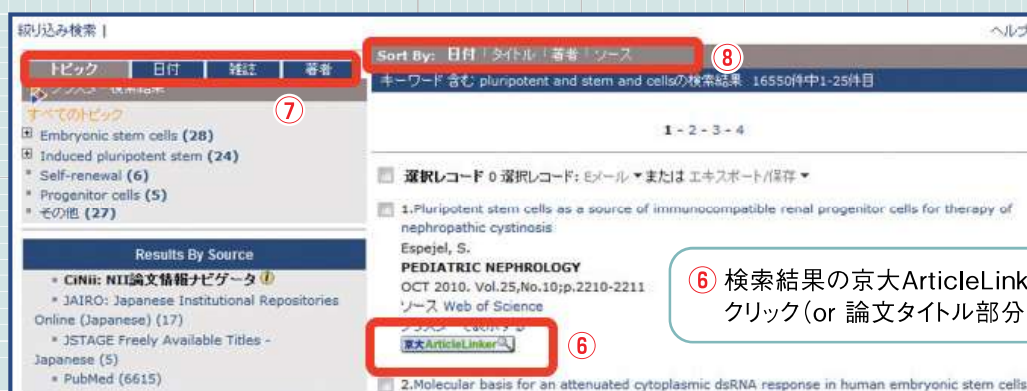 絞り込み検索 |
ヘルプ
トピック 日付 雑誌 著者
⑦
すべてのトピック
Embryonic stem cells (28)
Induced pluripotent stem (24)
Self-renewal (6)
Progenitor cells (5)
その他 (27)
Results By Source
CiNii: NII論文情報ナビゲータ
JAIRO: Japanese Institutional Repositories
Online (Japanese) (17)
JSTAGE Freely Available Titles -
Japanese (5)
PubMed (6615)
Sort By: 日付 | タイトル | 著者 | ソース
⑧
キーワード 含む pluripotent and stem and cellsの検索結果 16550件中1-25件目
1 - 2 - 3 - 4
選択レコード 0 選択レコード: Eメール ▼または エキスポート/保存 ▼
1.Pluripotent stem cells as a source of immunocompatible renal progenitor cells for therapy of
nephropathic cystinosis
Espejel, S.
PEDIATRIC NEPHROLOGY
OCT 2010. Vol.25,No.10;p.2210-2211
ソース Web of Science
京大ArticleLinker
⑥
⑥ 検索結果の京大ArticleLink
クリック(or 論文タイトル部分
2.Molecular basis for an attenuated cytoplasmic dsRNA response in human embryonic stem cells